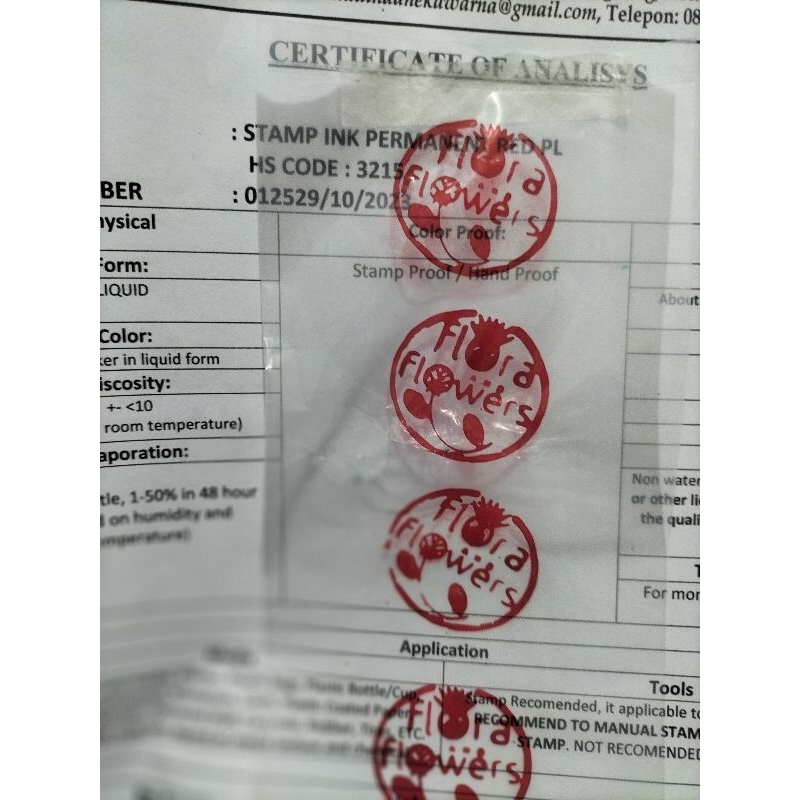 @gmail.com, Telepon: 08
CERTIFICATE OF ANALISYS
: STAMP INK PERMANENT RED PL
HS CODE : 3215
BER : 012529/10/2023
hysical
Color Proof:
Form:
Stamp Proof / Hand Proof
LIQUID
About
Color:
ker in liquid form
iscosity:
+- <10
room temperature)
aporation:
tle, 1-50% in 48 hour
on humidity and
temperature)
Non water
or other li
the quali
For mor
Flora
Flowers
Flora
Flowers
Flora
Flowers
Application
Tools
Bottle/Cup,
Stamp Recomended, it applicable to
RECOMMEND TO MANUAL STAM
ETC.
STAMP. NOT RECOMENDED
Flora
Flowers